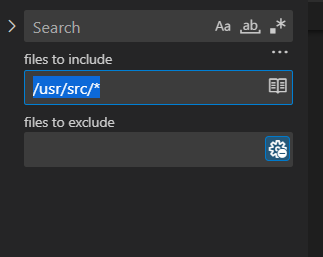 Search Aa ab .*
files to include
/usr/src/*
files to exclude